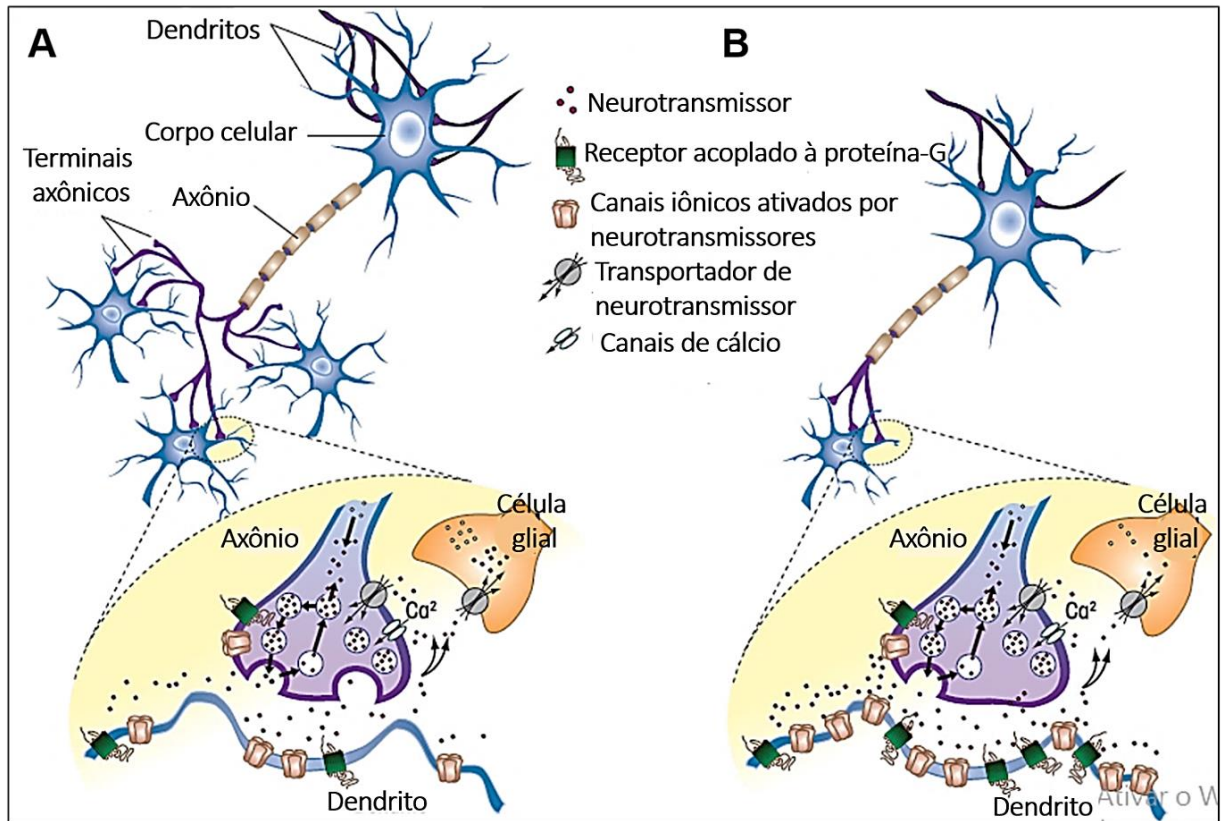 A
Dendritos
Corpo celular
Terminais
axônicos
Axônio
B
Neurotransmissor
Receptor acoplado à proteína-G
Canais iônicos ativados por
neurotransmissores
Transportador de
neurotransmissor
Canais de cálcio
Axônio
Célula
glial
Ca²
Dendrito
Axônio
Célula
glial
Ca²
Dendrito
Ativar o W